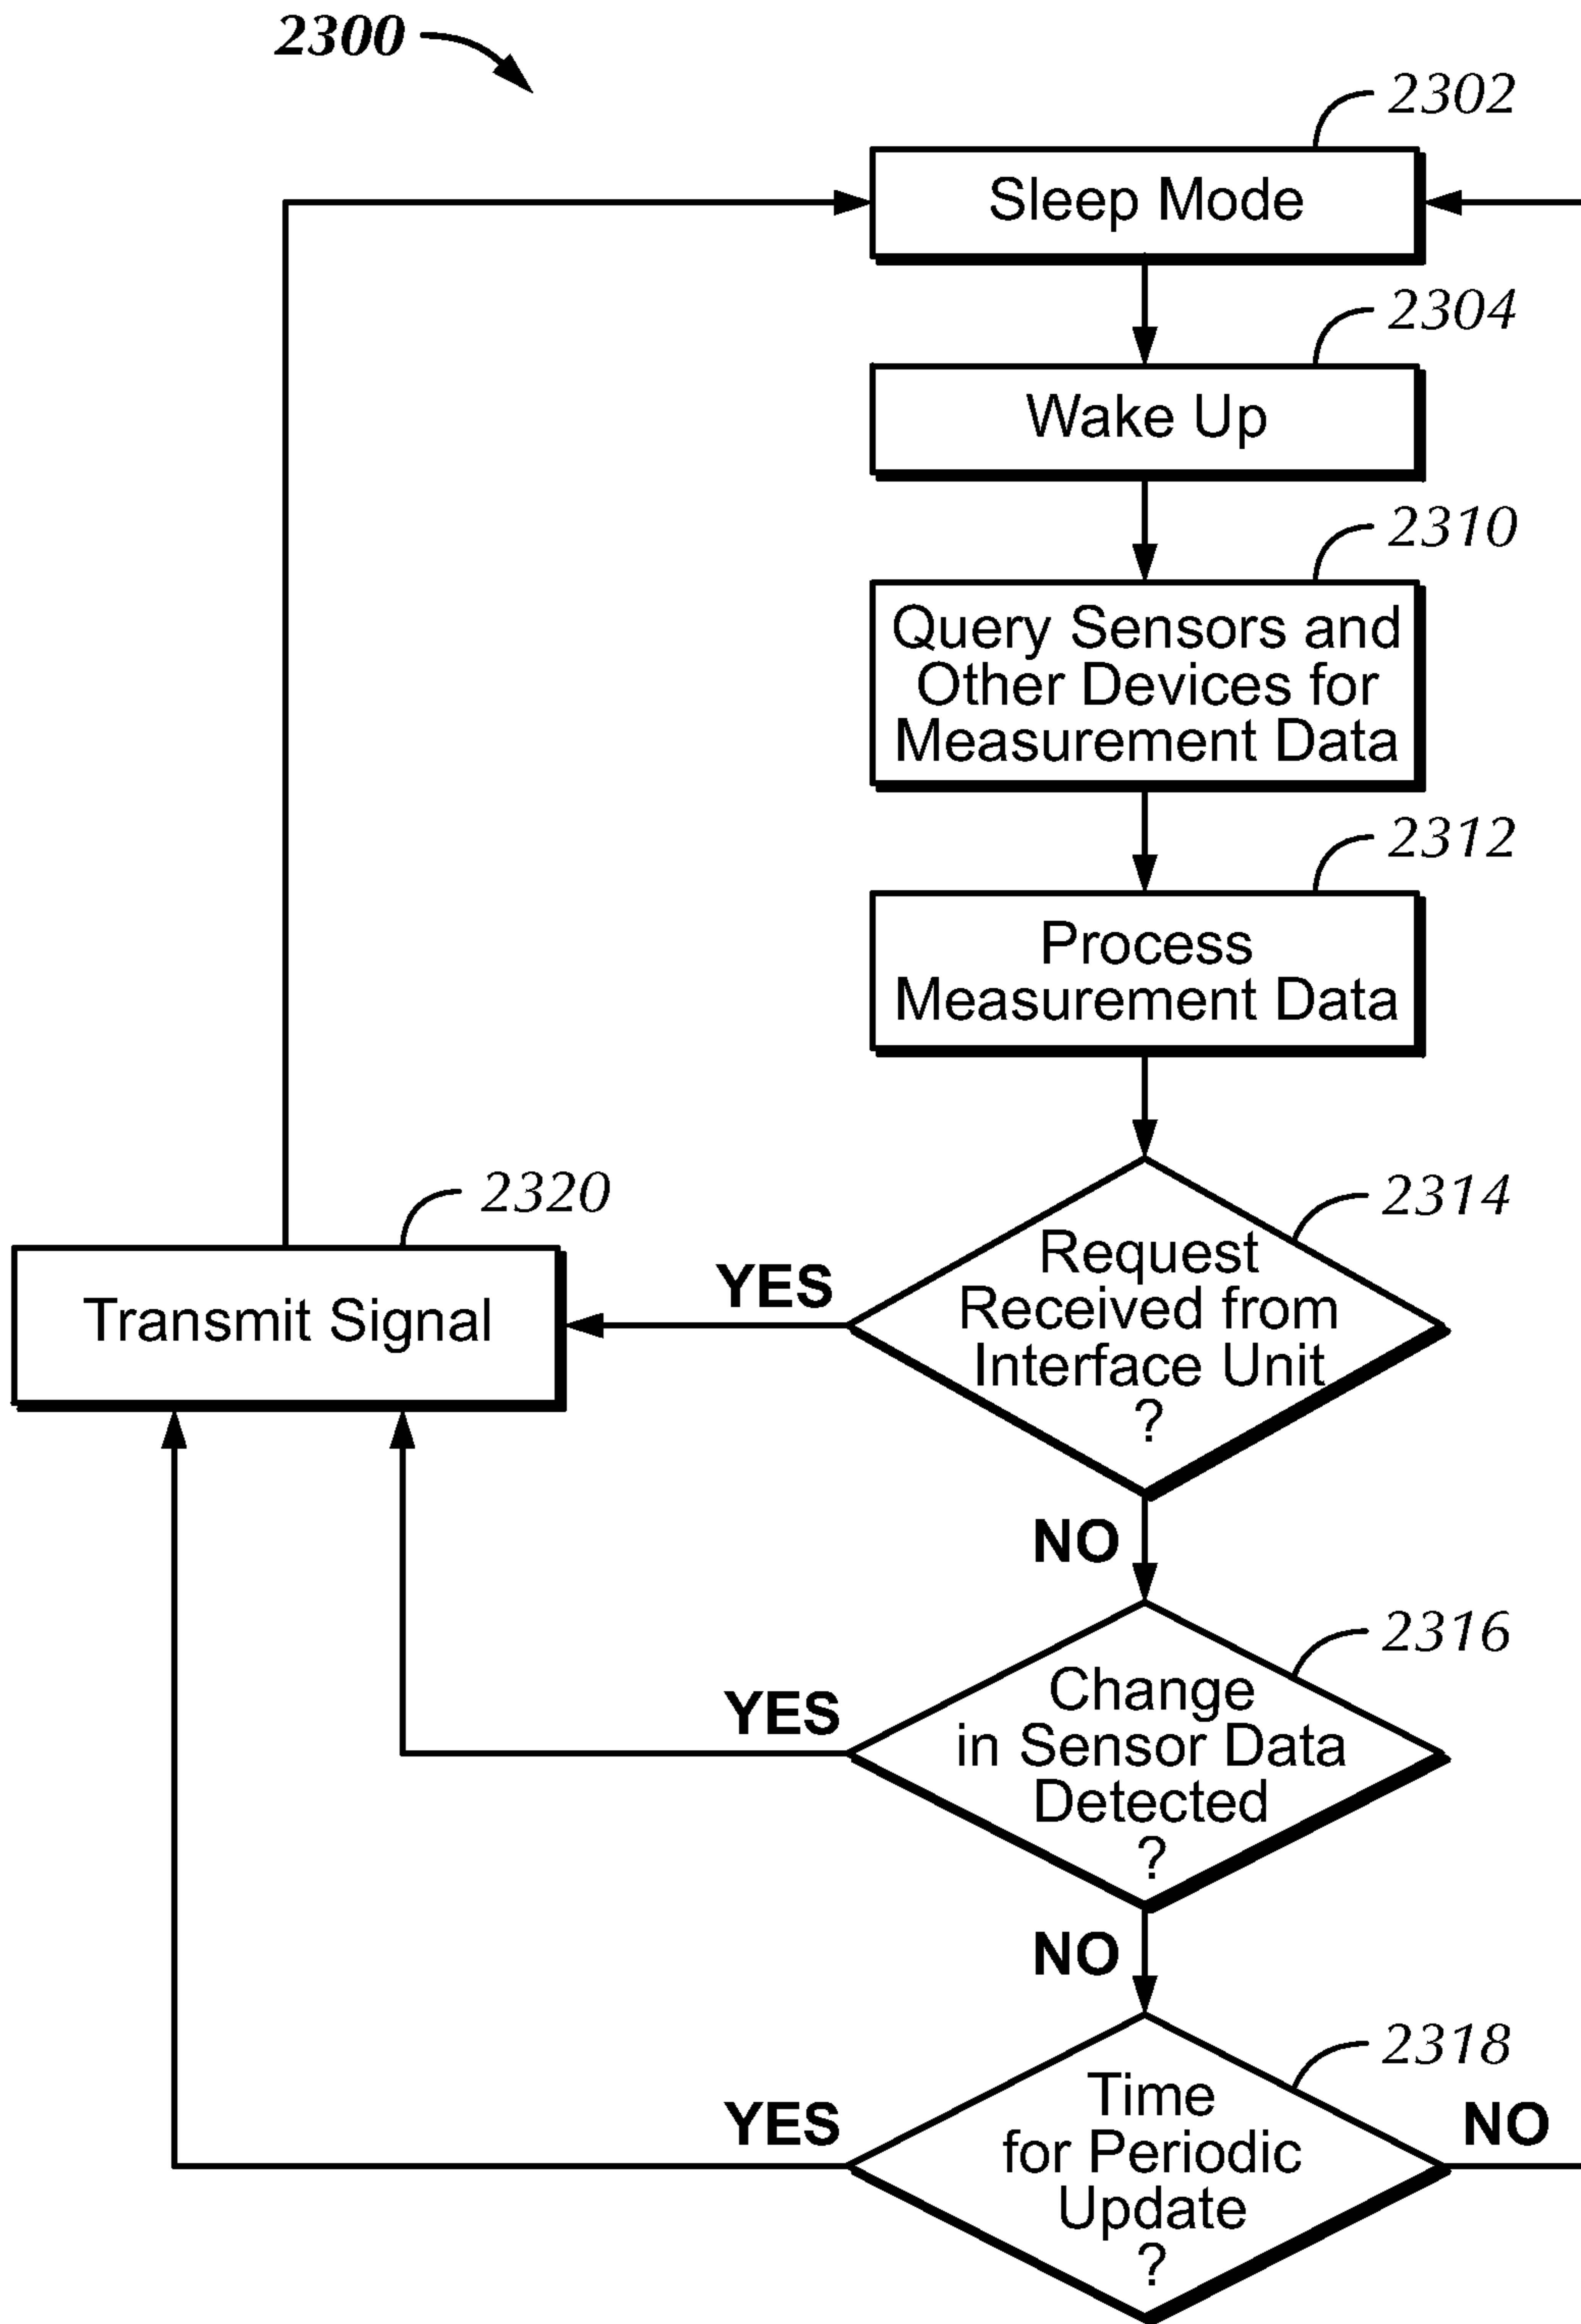 2300
2302
Sleep Mode
2304
Wake Up
2310
Query Sensors and
Other Devices for
Measurement Data
2312
Process
Measurement Data
2314
Request
Received from
Interface Unit
?
YES
2320
Transmit Signal
NO
2316
Change
in Sensor Data
Detected
?
YES
NO
2318
Time
for Periodic
Update
?
YES
NO